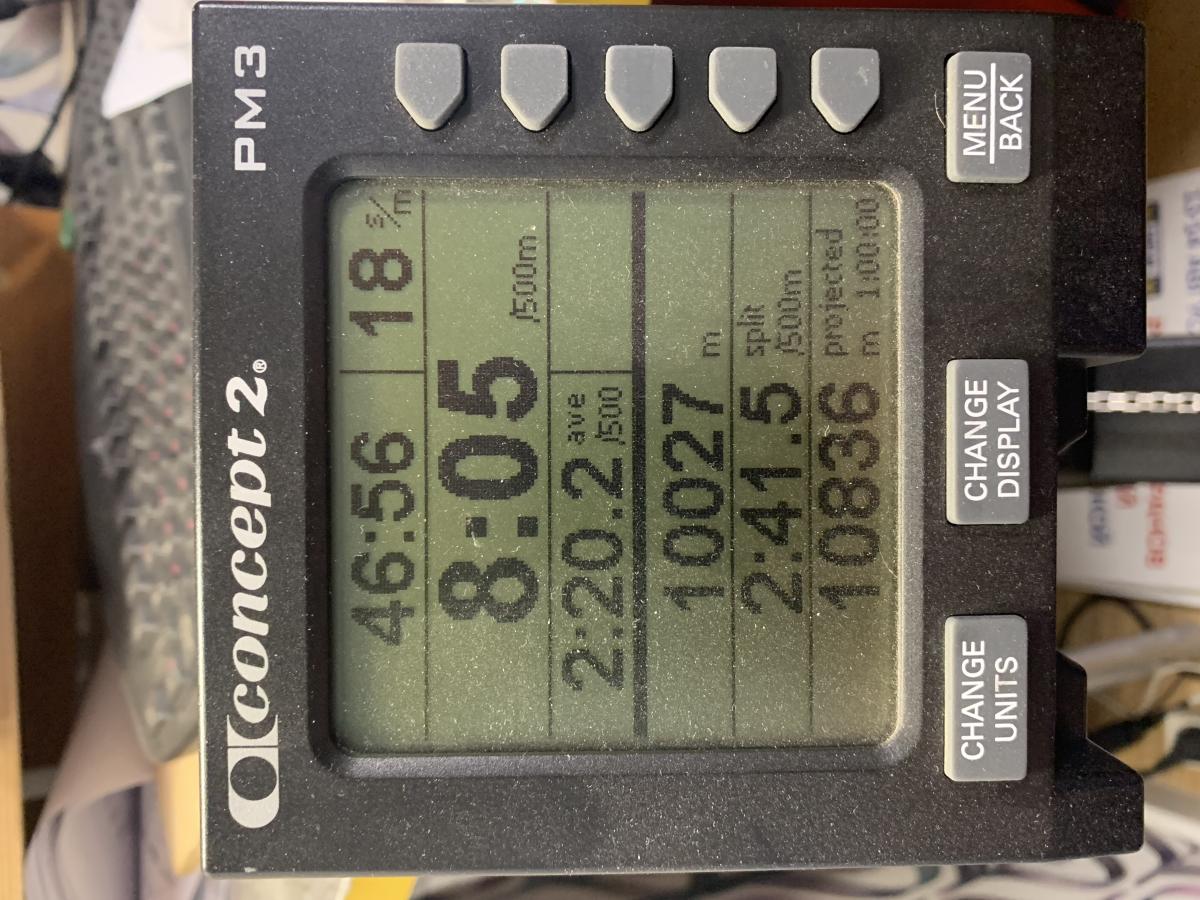 concept 2®
PM3
46:56
18 s/m
8:05 /500m
2:20.2 ave /500
10027 m
2:41.5 split /500m
10836 projected m 1:00:00
CHANGE UNITS
CHANGE DISPLAY
MENU BACK